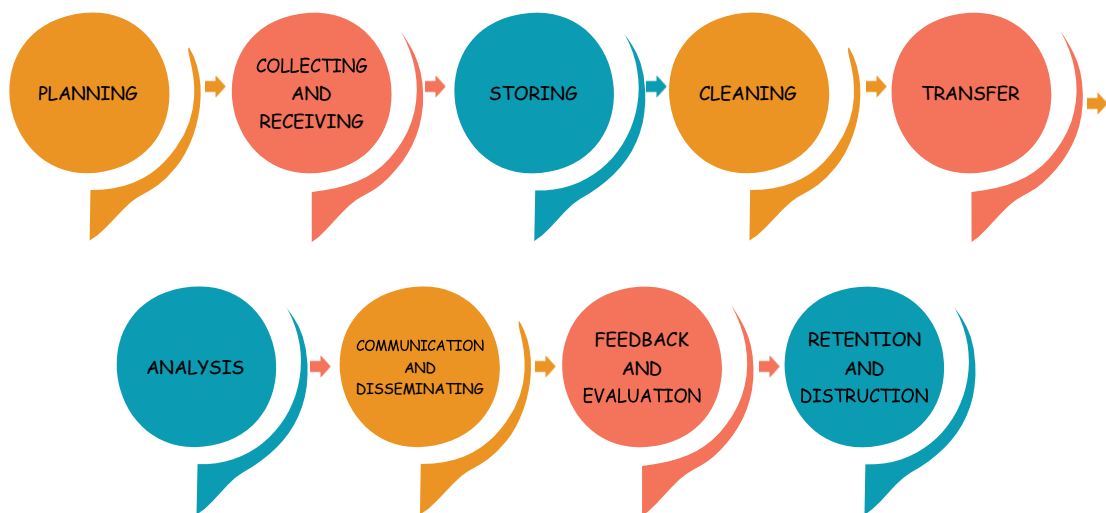 PLANNING
COLLECTING
AND
RECEIVING
STORING
CLEANING
TRANSFER
ANALYSIS
COMMUNICATION
AND
DISSEMINATING
FEEDBACK
AND
EVALUATION
RETENTION
AND
DISTRUCTION